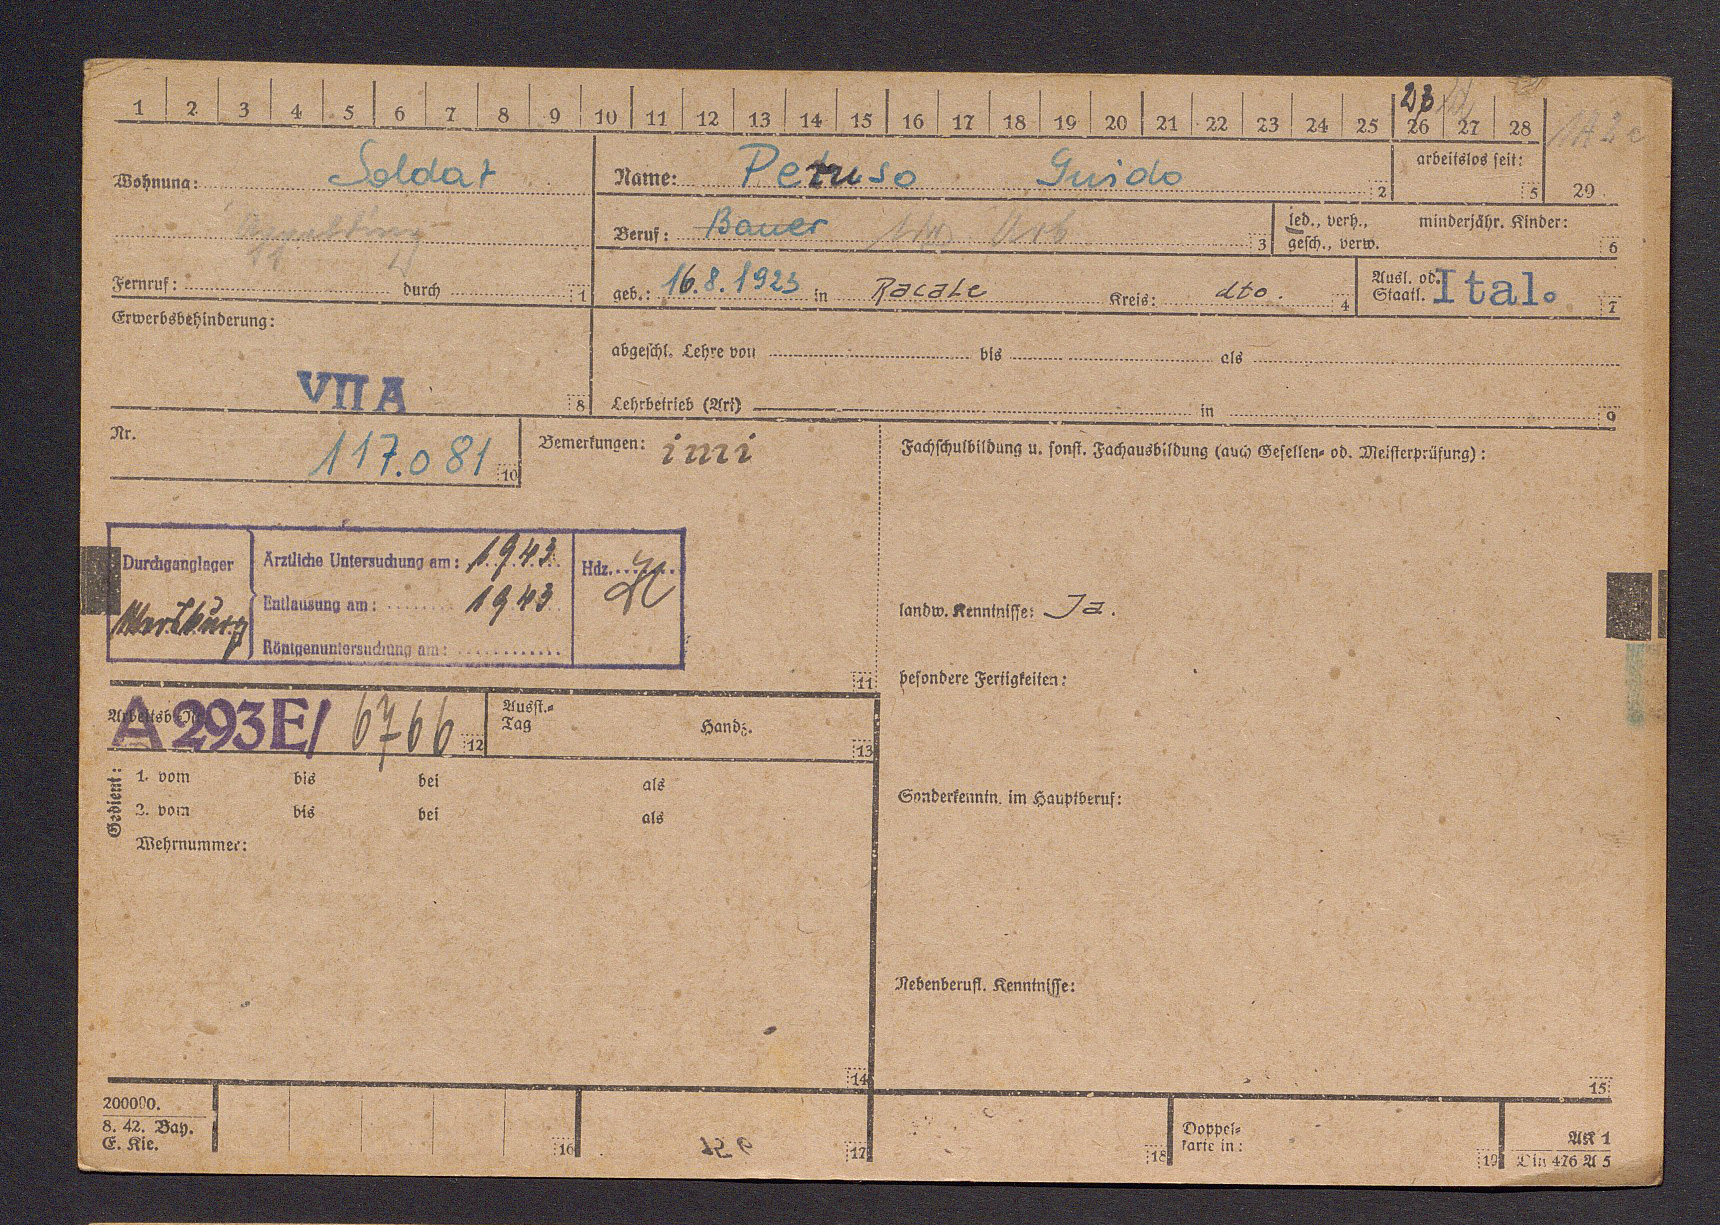 1 2 3 4 5 6 7 8 9 10 11 12 13 14 15 16 17 18 19 20 21 22 23 24 25 26 27 28
23
Wohnung: Soldat
Name: Petruso Guido 2
arbeitslos seit: 5
29
Beruf: Bauer 3
led., verh., minderjähr. Kinder:
gesch., verw. 6
Fernruf: durch 1
geb.: 16.8.1923 in Racale Kreis: dto. 4
Ausl. od. Staatl. Ital. 7
Erwerbsbehinderung:
VII A 8
abgeschl. Lehre von bis als
Lehrbetrieb (Art) in 9
Nr. 117.081 10
Bemerkungen: imi
Fachschulbildung u. sonst. Fachausbildung (auch Gesellen- od. Meisterprüfung):
Durchganglager
Ärztliche Untersuchung am: 1943
Hdz.
Entlausung am: 1943
Röntgenuntersuchung am:
11
landw. Kenntnisse: Ja.
besondere Fertigkeiten:
Arbeitsb.-Nr. A 293E/ 6766 12
Ausst.-Tag Handz. 13
Gedient:
1. vom bis bei als
2. vom bis bei als
Wehrnummer:
14
Sonderkenntn. im Hauptberuf:
Nebenberufl. Kenntnisse:
15
200000.
8. 42. Bay.
E. Kie.
16
17
18
Doppel-
karte in: 19
AK 1
Din 476 A 5